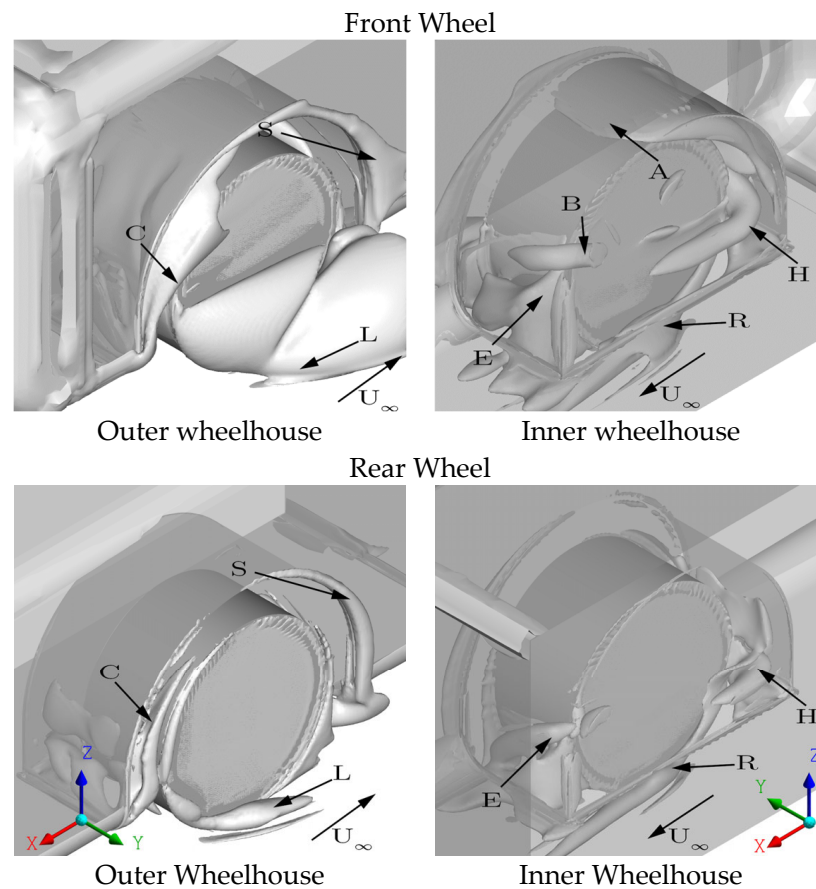 Front Wheel
S
C
L
U∞
A
B
H
R
E
U∞
Outer wheelhouse
Inner wheelhouse
Rear Wheel
S
C
L
Z
X
Y
U∞
H
E
R
Y
Z
X
U∞
Outer Wheelhouse
Inner Wheelhouse